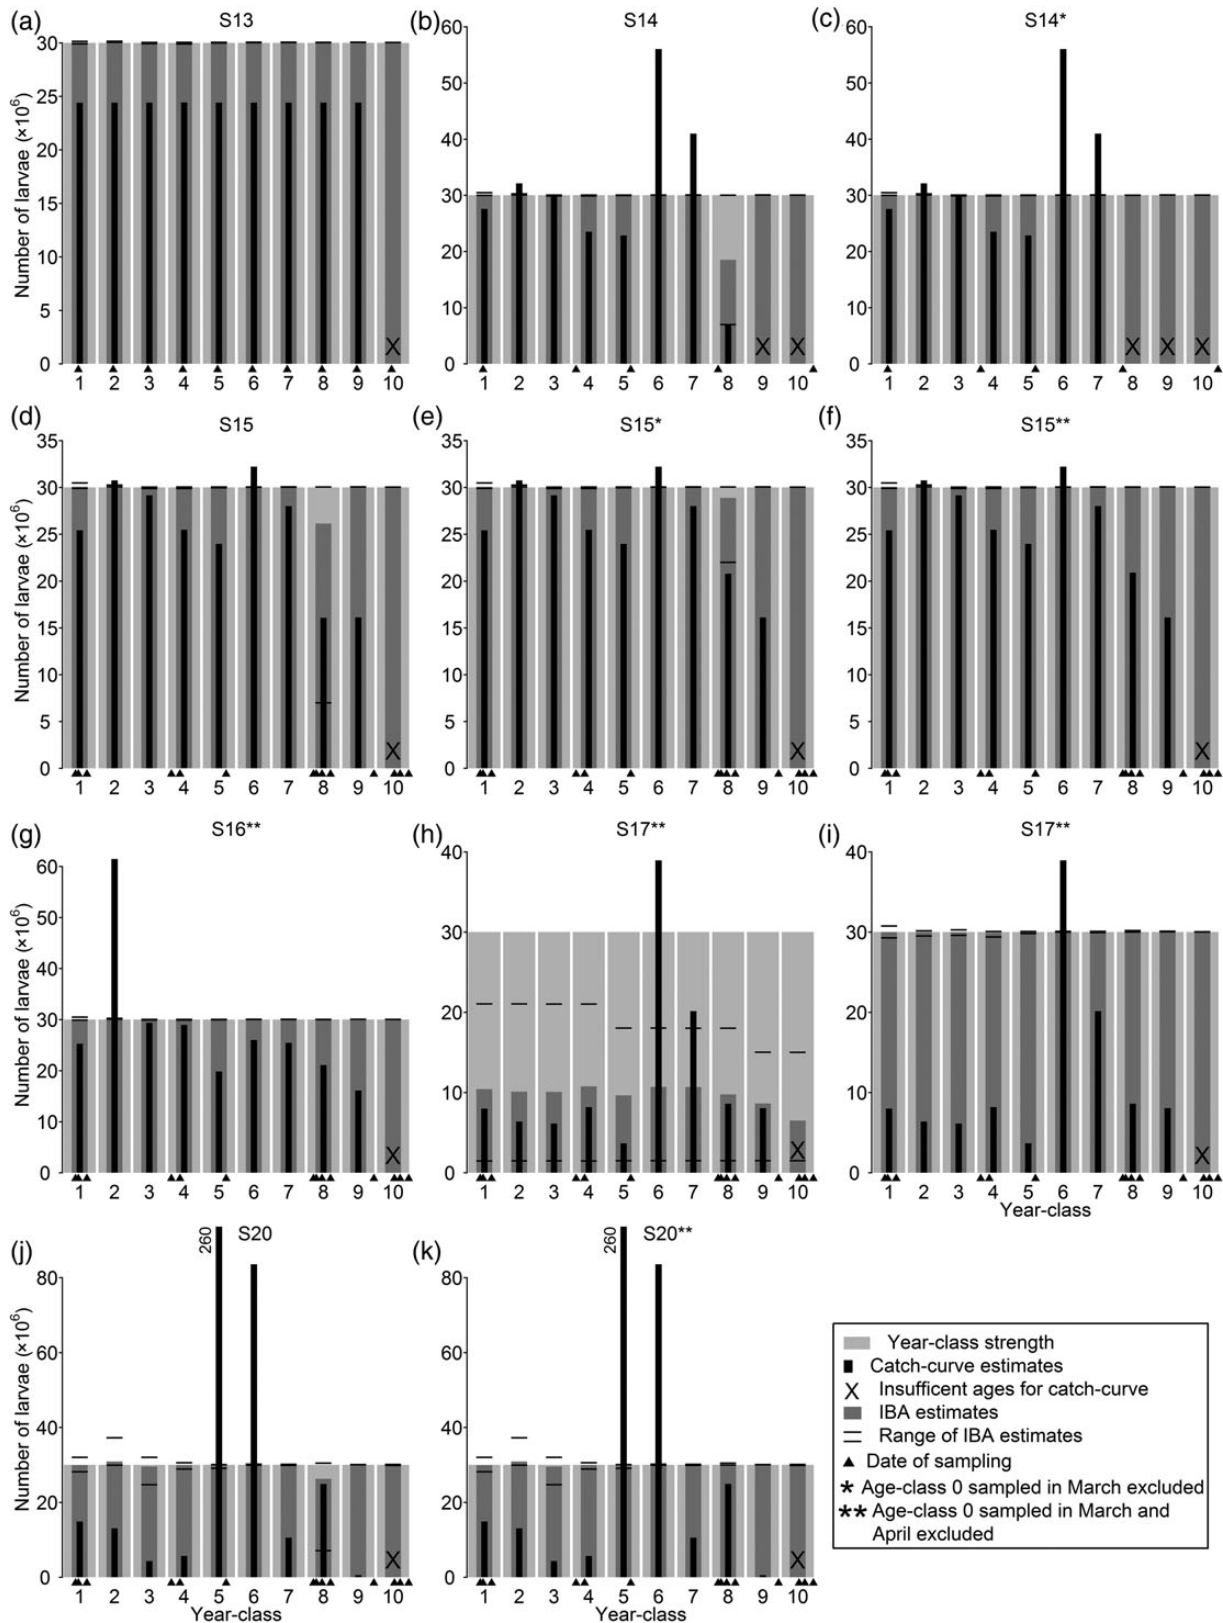 (a) S13
Number of larvae (×10⁶)
30
25
20
15
10
5
0
X
1 2 3 4 5 6 7 8 9 10
(b) S14
60
50
40
30
20
10
0
X X
1 2 3 4 5 6 7 8 9 10
(c) S14*
60
50
40
30
20
10
0
X X X
1 2 3 4 5 6 7 8 9 10
(d) S15
Number of larvae (×10⁶)
35
30
25
20
15
10
5
0
X
1 2 3 4 5 6 7 8 9 10
(e) S15*
35
30
25
20
15
10
5
0
X
1 2 3 4 5 6 7 8 9 10
(f) S15**
35
30
25
20
15
10
5
0
X
1 2 3 4 5 6 7 8 9 10
(g) S16**
Number of larvae (×10⁶)
60
50
40
30
20
10
0
X
1 2 3 4 5 6 7 8 9 10
(h) S17**
40
30
20
10
0
X
1 2 3 4 5 6 7 8 9 10
(i) S17**
40
30
20
10
0
X
1 2 3 4 5 6 7 8 9 10
Year-class
(j) S20
260
Number of larvae (×10⁶)
80
60
40
20
0
X
1 2 3 4 5 6 7 8 9 10
Year-class
(k) S20**
260
80
60
40
20
0
X
1 2 3 4 5 6 7 8 9 10
Year-class
Year-class strength
Catch-curve estimates
X Insufficent ages for catch-curve
IBA estimates
Range of IBA estimates
▲ Date of sampling
* Age-class 0 sampled in March excluded
** Age-class 0 sampled in March and
April excluded